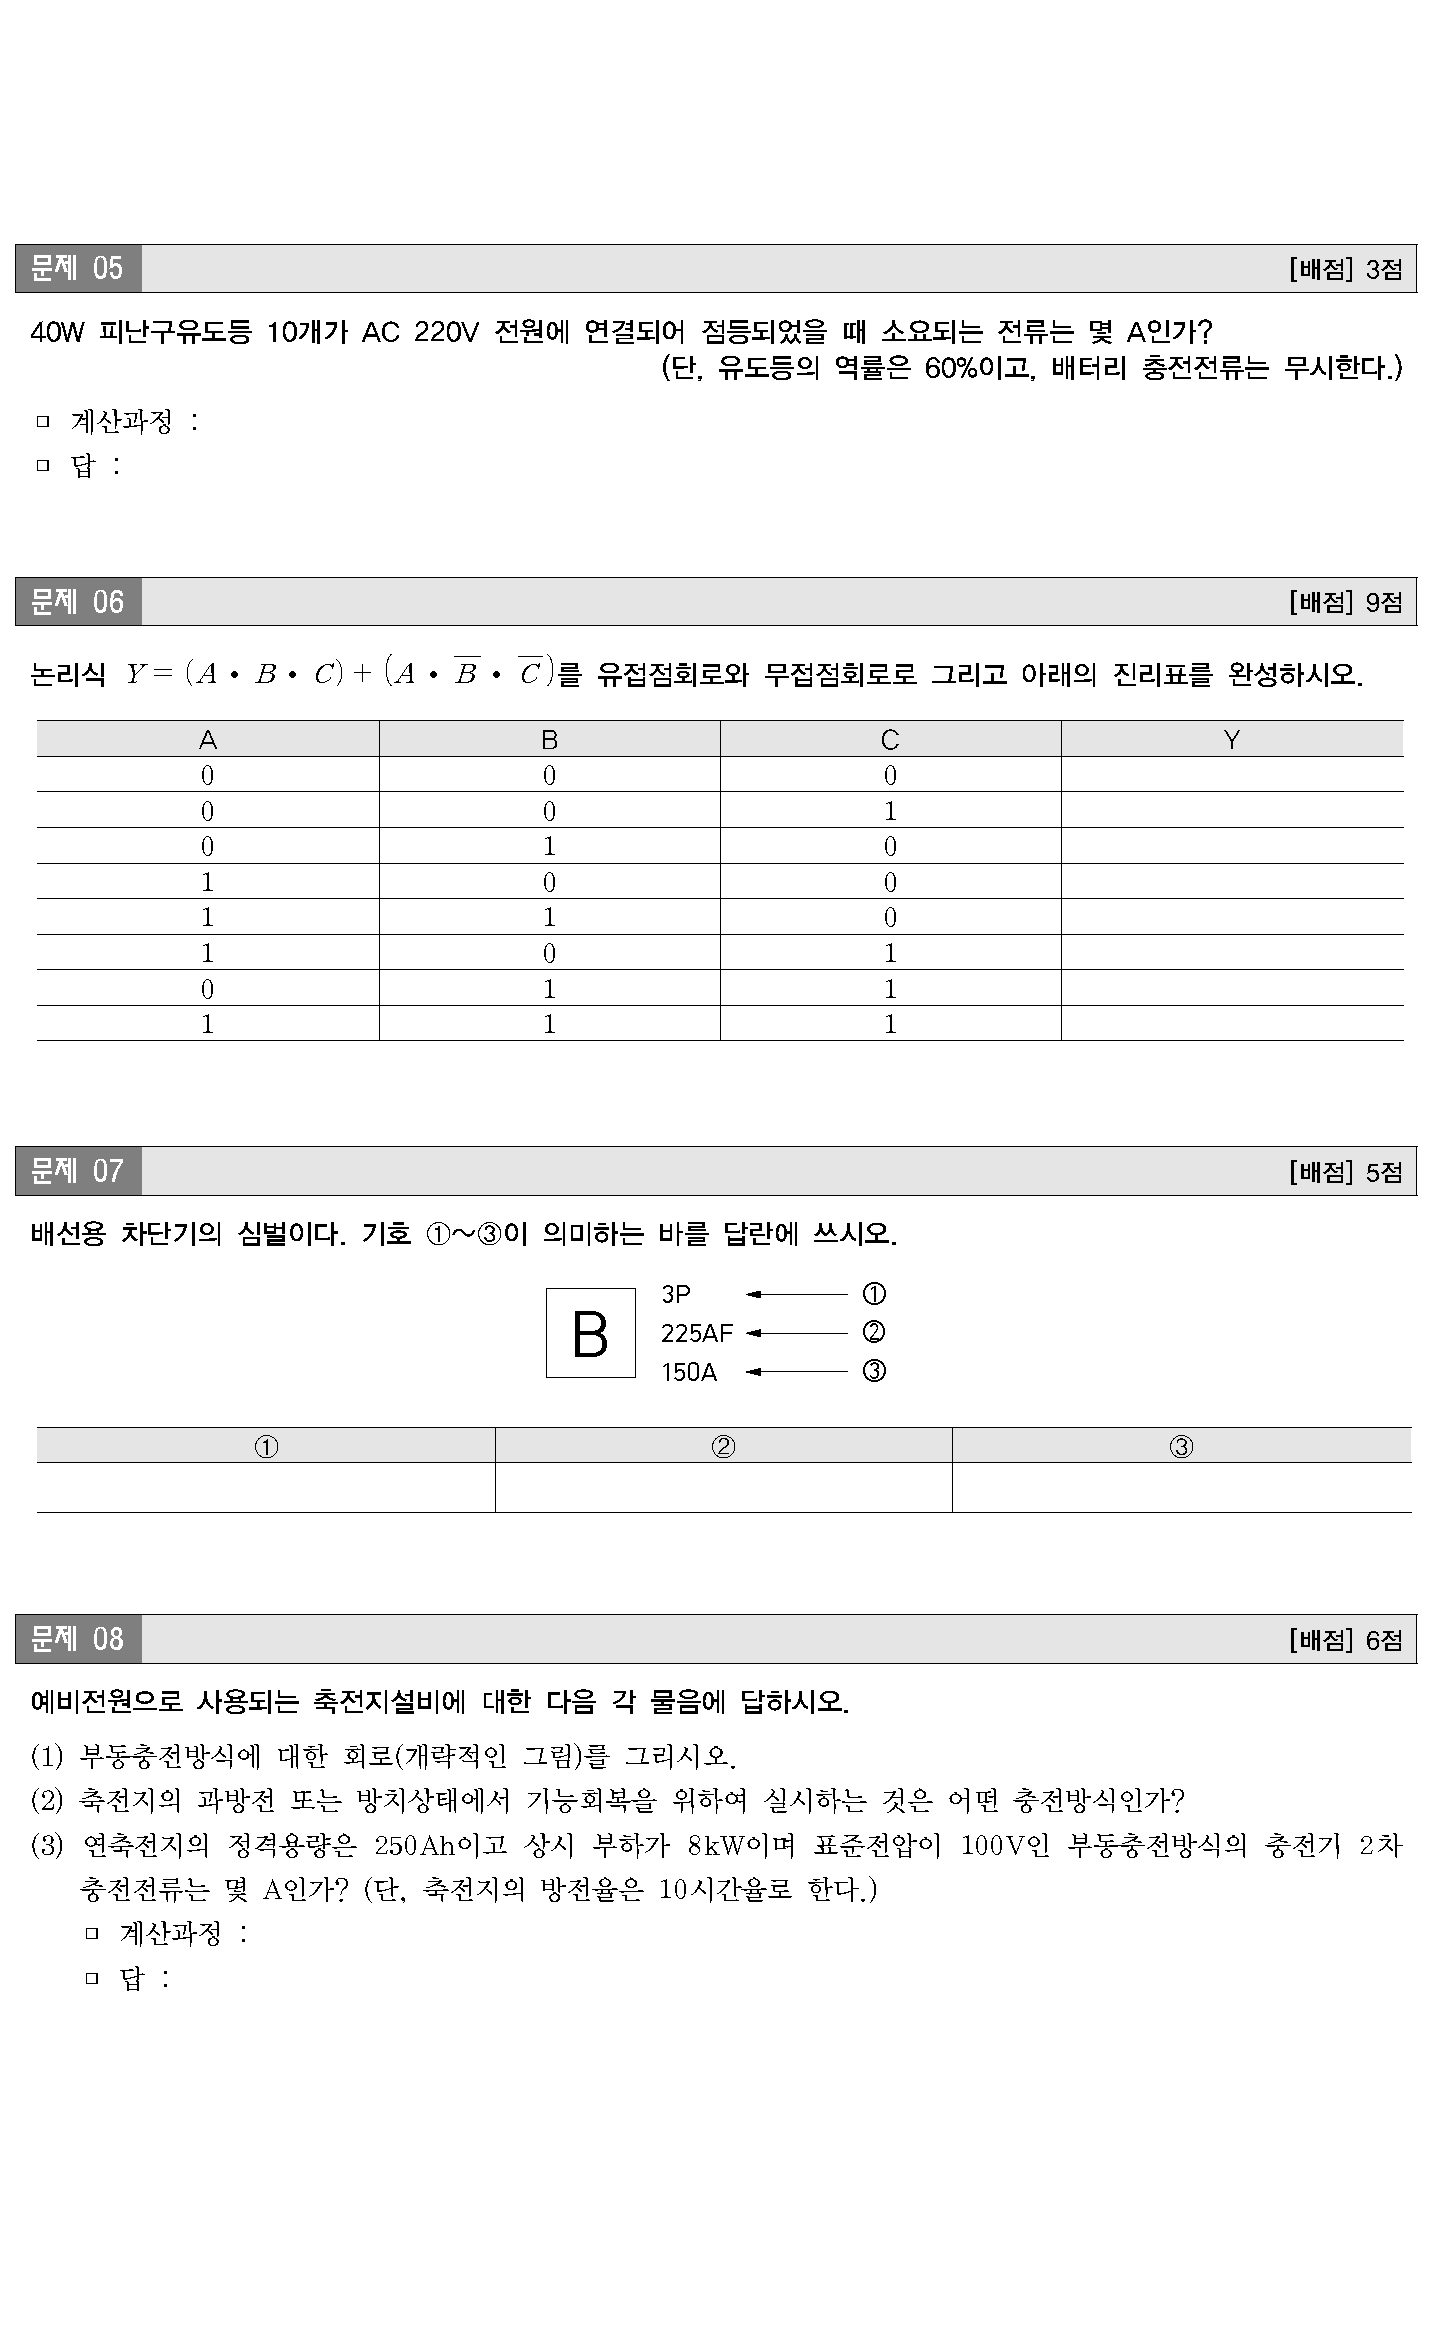 문제 05 [배점] 3점
40W 피난구유도등 10개가 AC 220V 전원에 연결되어 점등되었을 때 소요되는 전류는 몇 A인가?
(단, 유도등의 역률은 60%이고, 배터리 충전전류는 무시한다.)
□ 계산과정 :
□ 답 :
문제 06 [배점] 9점
논리식 Y = (A • B • C) + (A • B̅ • C̅)를 유접점회로와 무접점회로로 그리고 아래의 진리표를 완성하시오.
A B C Y
0 0 0
0 0 1
0 1 0
1 0 0
1 1 0
1 0 1
0 1 1
1 1 1
문제 07 [배점] 5점
배선용 차단기의 심벌이다. 기호 ①~③이 의미하는 바를 답란에 쓰시오.
B
3P ①
225AF ②
150A ③
① ② ③
문제 08 [배점] 6점
예비전원으로 사용되는 축전지설비에 대한 다음 각 물음에 답하시오.
(1) 부동충전방식에 대한 회로(개략적인 그림)를 그리시오.
(2) 축전지의 과방전 또는 방치상태에서 기능회복을 위하여 실시하는 것은 어떤 충전방식인가?
(3) 연축전지의 정격용량은 250Ah이고 상시 부하가 8kW이며 표준전압이 100V인 부동충전방식의 충전기 2차
충전전류는 몇 A인가? (단, 축전지의 방전율은 10시간율로 한다.)
□ 계산과정 :
□ 답 :